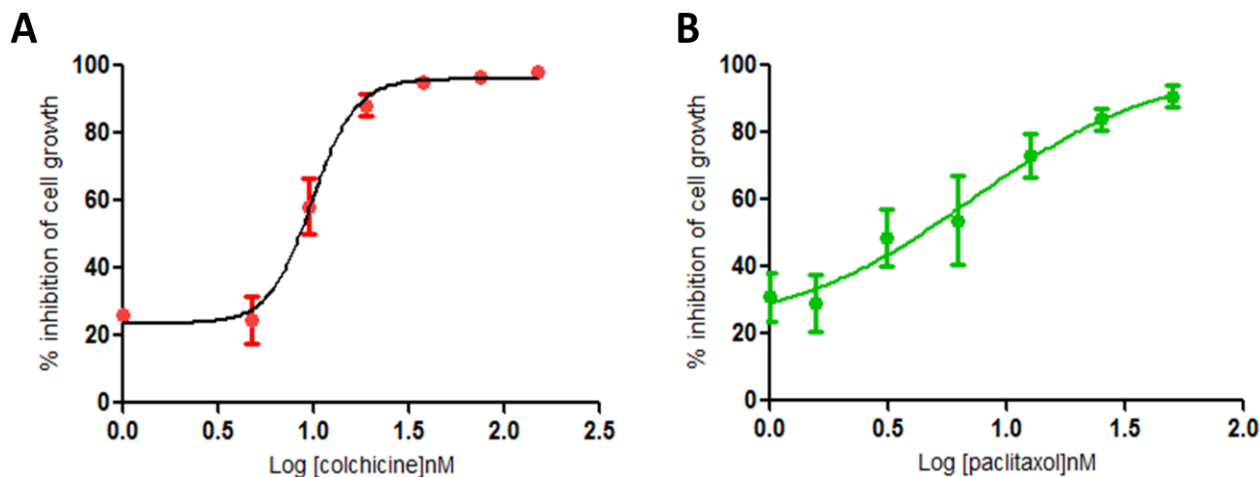 A
% inhibition of cell growth
100
80
60
40
20
0
0.0 0.5 1.0 1.5 2.0 2.5
Log [colchicine]nM
B
% inhibition of cell growth
100
80
60
40
20
0
0.0 0.5 1.0 1.5 2.0
Log [paclitaxol]nM